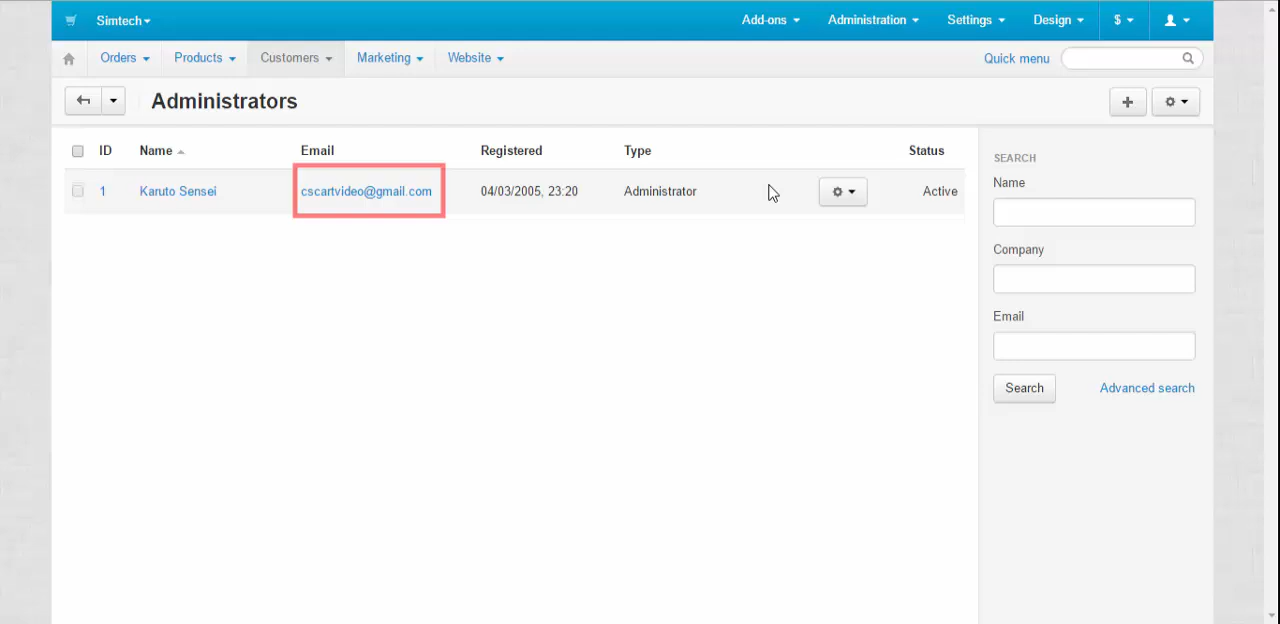 Simtech Add-ons Administration Settings Design $
Orders Products Customers Marketing Website Quick menu
Administrators
ID Name Email Registered Type Status
1 Karuto Sensei cscartvideo@gmail.com 04/03/2005, 23:20 Administrator Active
SEARCH
Name
Company
Email
Search Advanced search